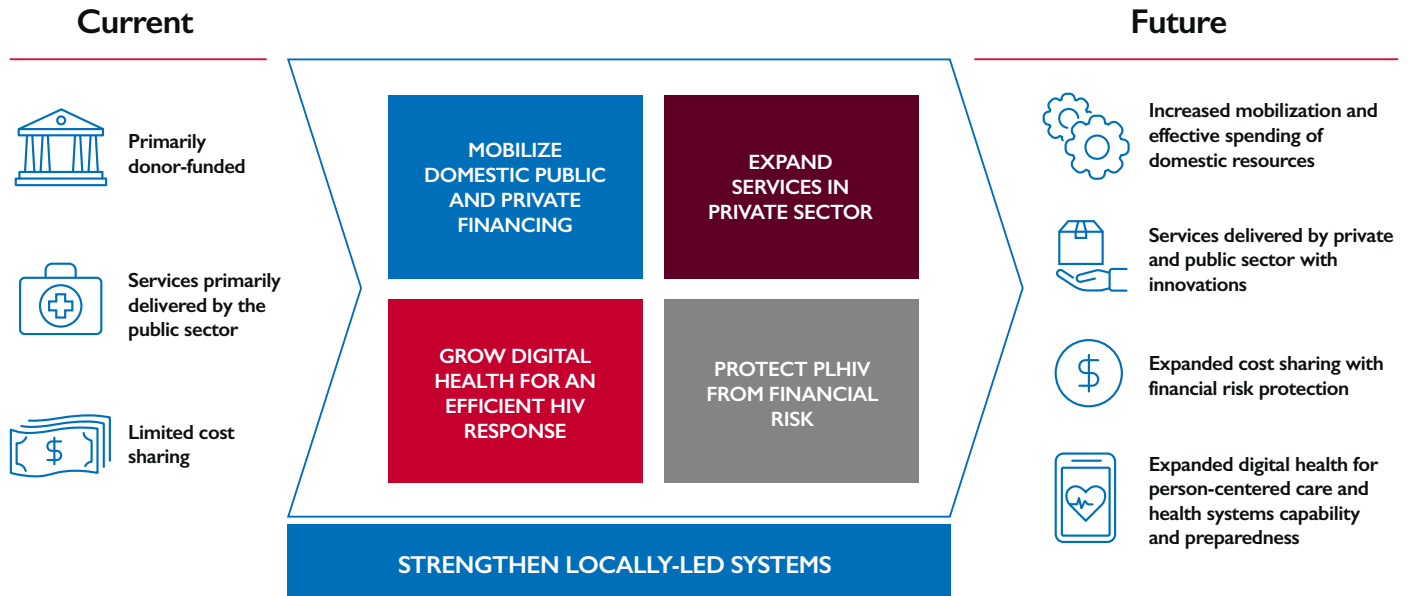 Current
Primarily
donor-funded
Services primarily
delivered by the
public sector
$
Limited cost
sharing
MOBILIZE
DOMESTIC PUBLIC
AND PRIVATE
FINANCING
EXPAND
SERVICES IN
PRIVATE SECTOR
GROW DIGITAL
HEALTH FOR AN
EFFICIENT HIV
RESPONSE
PROTECT PLHIV
FROM FINANCIAL
RISK
STRENGTHEN LOCALLY-LED SYSTEMS
Future
Increased mobilization and
effective spending of
domestic resources
Services delivered by private
and public sector with
innovations
$
Expanded cost sharing with
financial risk protection
Expanded digital health for
person-centered care and
health systems capability
and preparedness